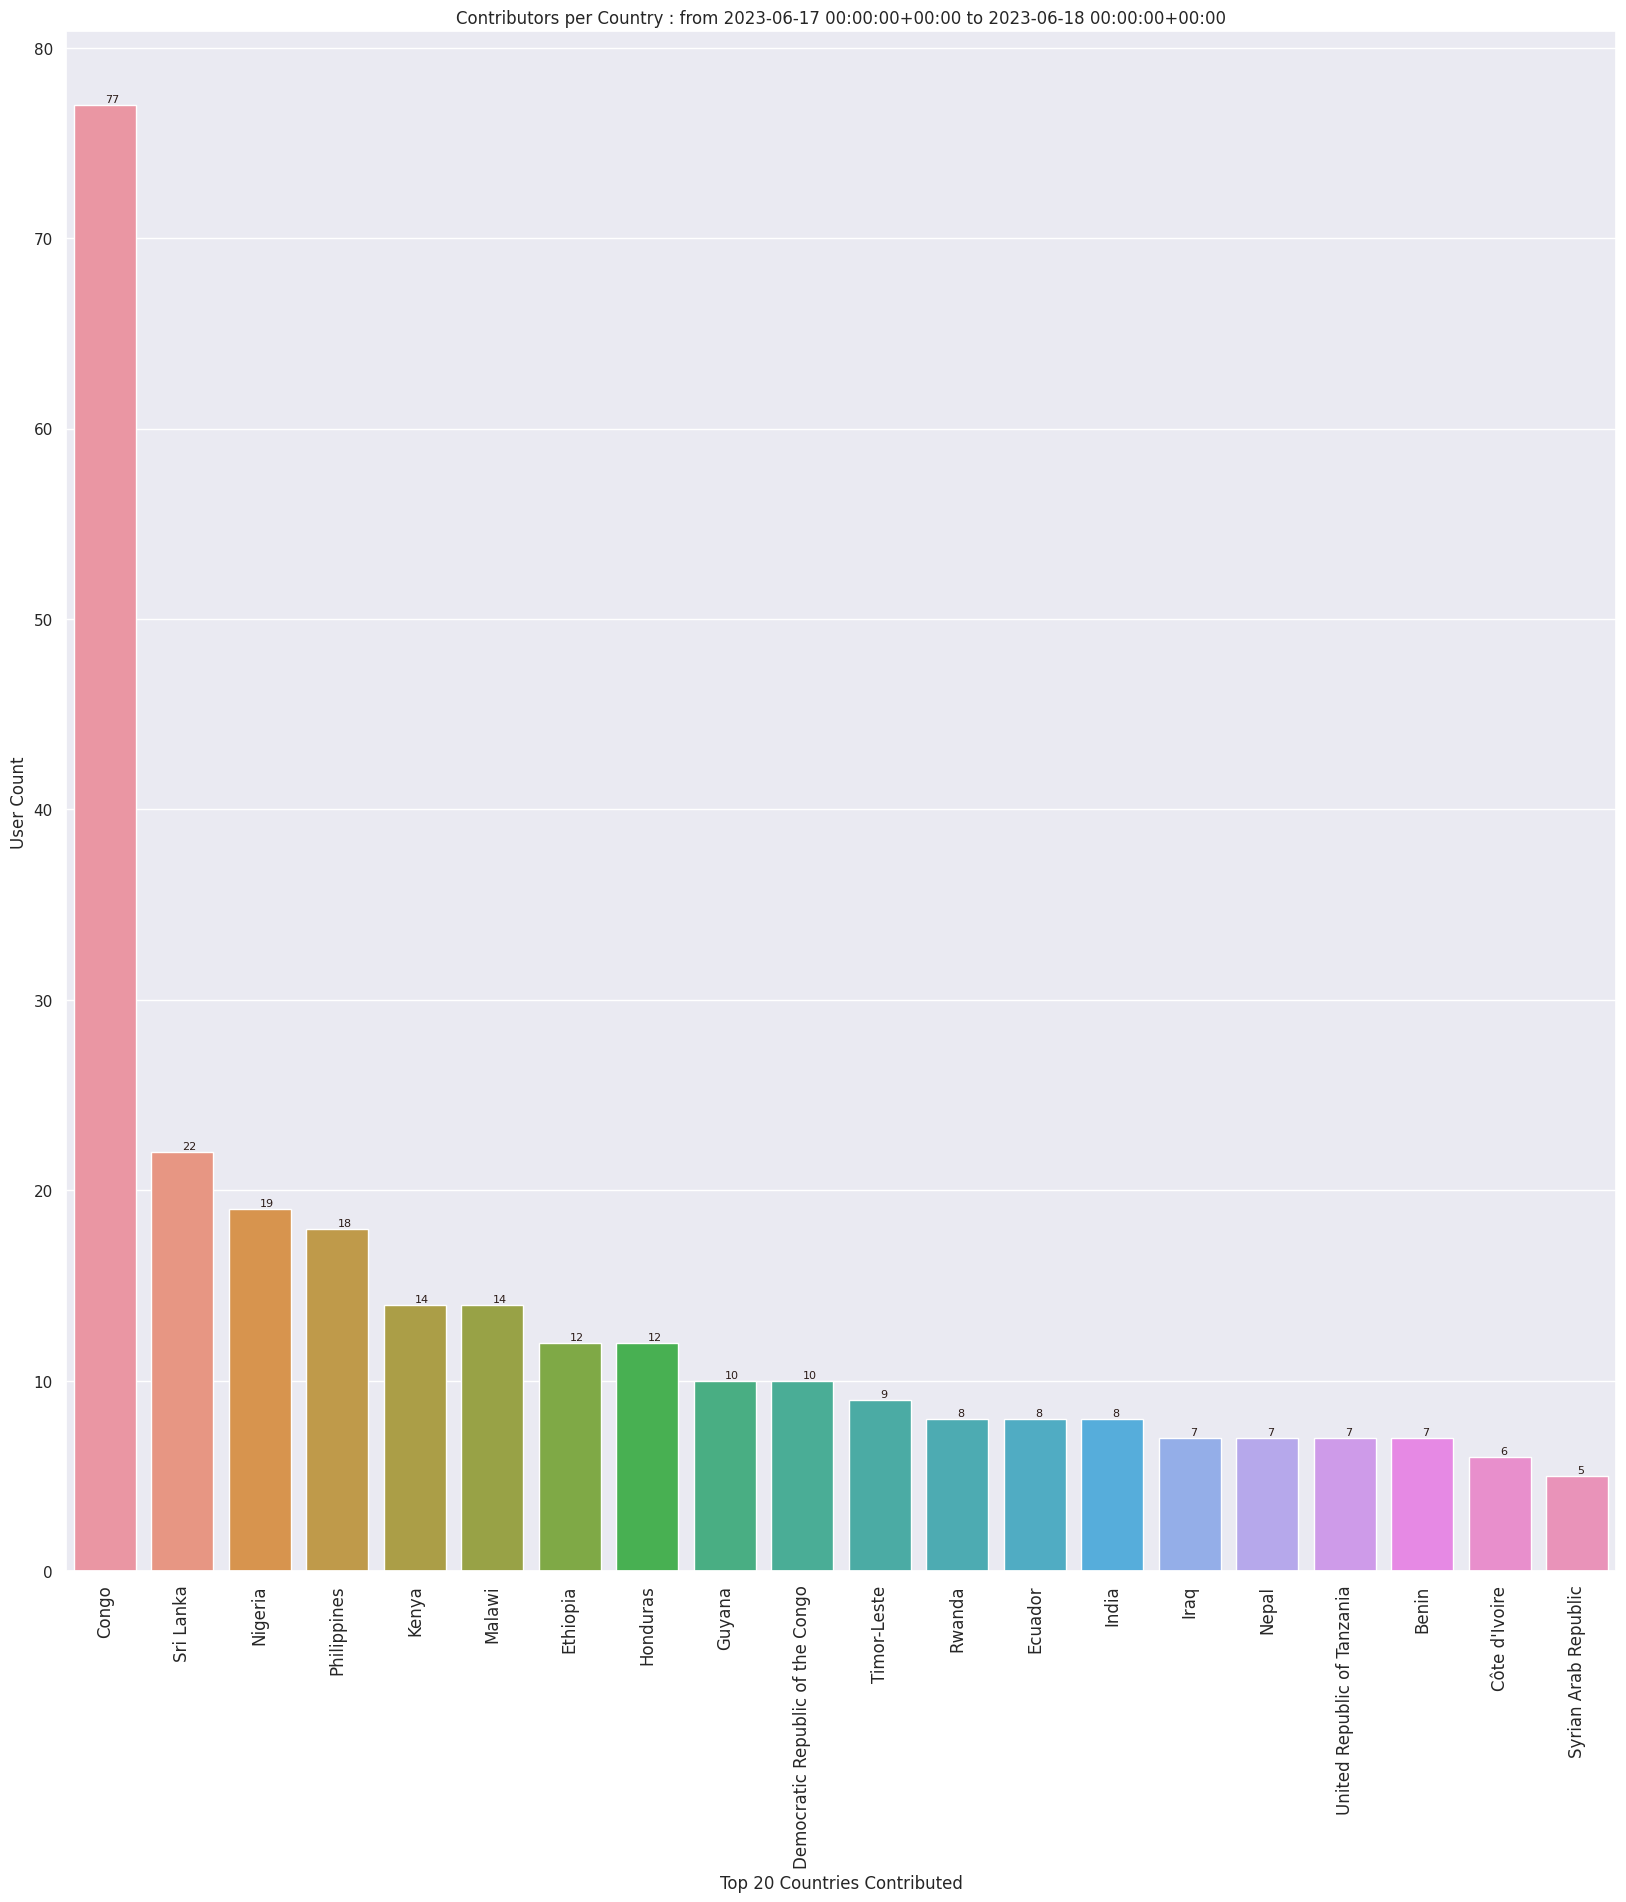 Contributors per Country : from 2023-06-17 00:00:00+00:00 to 2023-06-18 00:00:00+00:00
80
70
60
50
40
30
20
10
0
User Count
77
22
19
18
14
14
12
12
10
10
9
8
8
8
7
7
7
7
6
5
Congo
Sri Lanka
Nigeria
Philippines
Kenya
Malawi
Ethiopia
Honduras
Guyana
Democratic Republic of the Congo
Timor-Leste
Rwanda
Ecuador
India
Iraq
Nepal
United Republic of Tanzania
Benin
Côte d'Ivoire
Syrian Arab Republic
Top 20 Countries Contributed